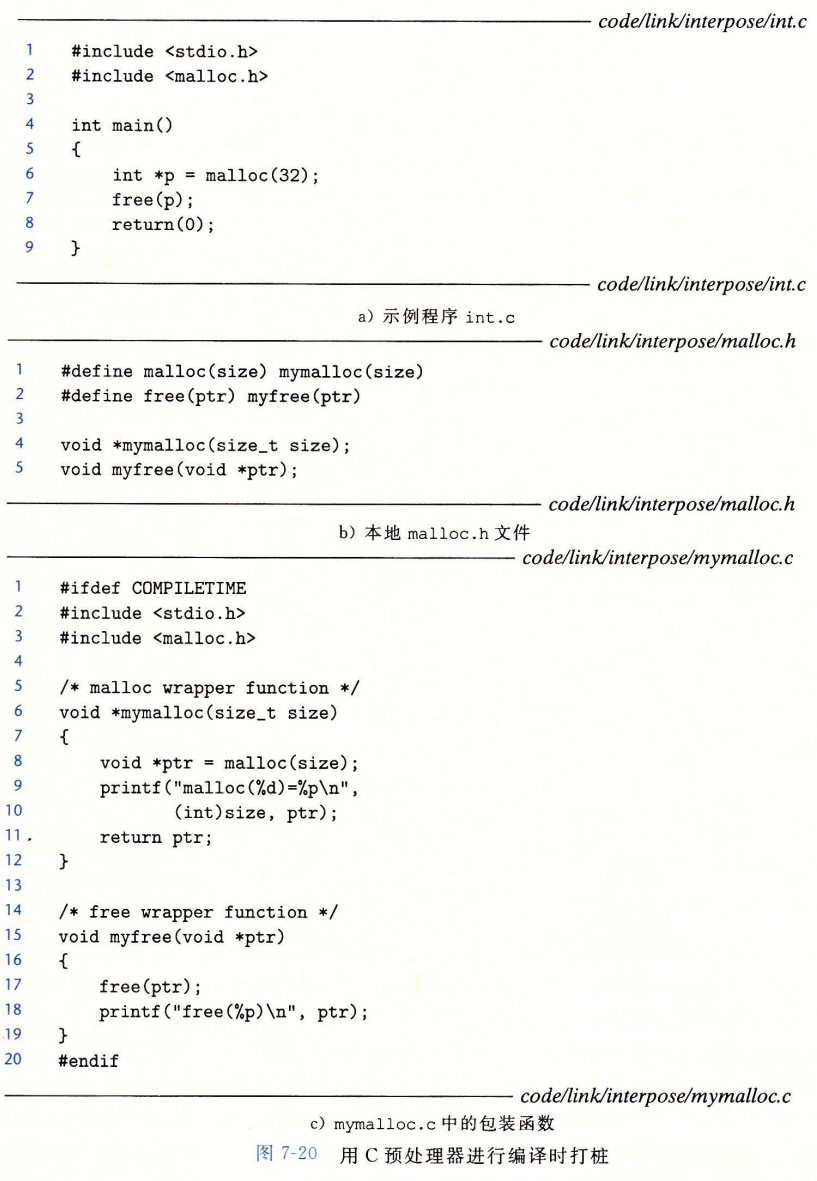 code/link/interpose/int.c
1 #include <stdio.h>
2 #include <malloc.h>
3
4 int main()
5 {
6 int *p = malloc(32);
7 free(p);
8 return(0);
9 }
code/link/interpose/int.c
a) 示例程序 int.c
code/link/interpose/malloc.h
1 #define malloc(size) mymalloc(size)
2 #define free(ptr) myfree(ptr)
3
4 void *mymalloc(size_t size);
5 void myfree(void *ptr);
code/link/interpose/malloc.h
b) 本地 malloc.h 文件
code/link/interpose/mymalloc.c
1 #ifdef COMPILETIME
2 #include <stdio.h>
3 #include <malloc.h>
4
5 /* malloc wrapper function */
6 void *mymalloc(size_t size)
7 {
8 void *ptr = malloc(size);
9 printf("malloc(%d)=%p\n",
10 (int)size, ptr);
11 return ptr;
12 }
13
14 /* free wrapper function */
15 void myfree(void *ptr)
16 {
17 free(ptr);
18 printf("free(%p)\n", ptr);
19 }
20 #endif
code/link/interpose/mymalloc.c
c) mymalloc.c 中的包装函数
图 7-20 用 C 预处理器进行编译时打桩